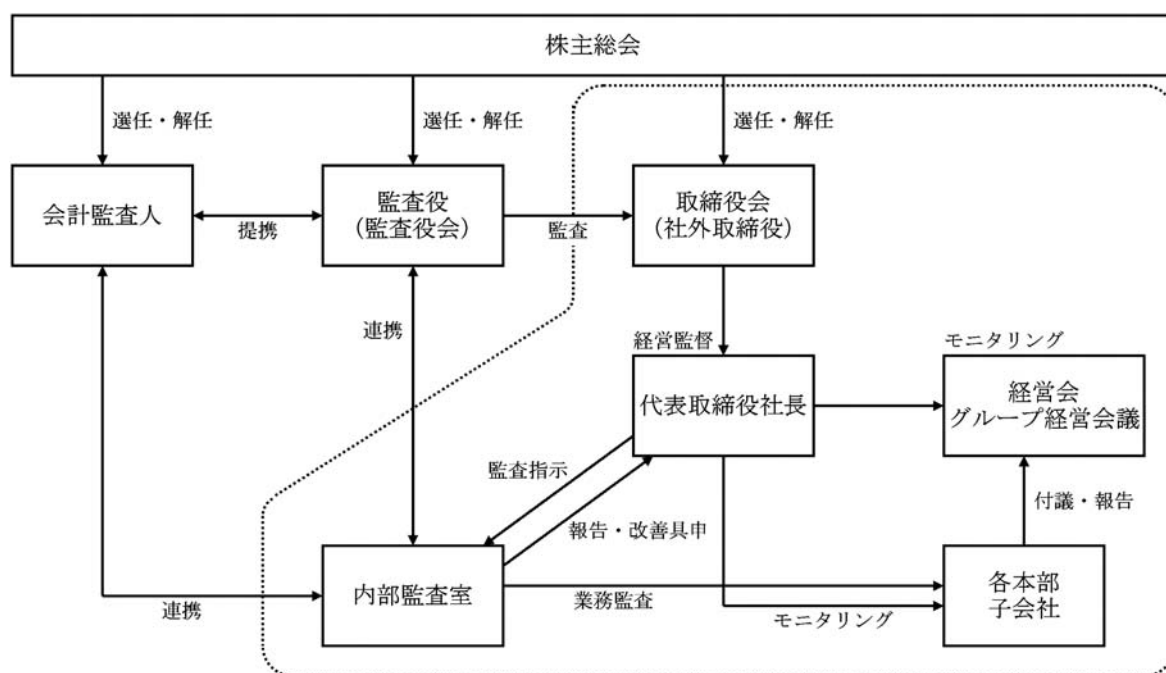 株主総会
選任・解任
選任・解任
選任・解任
会計監査人
監査役
(監査役会)
取締役会
(社外取締役)
提携
監査
連携
経営監督
モニタリング
代表取締役社長
経営会
グループ経営会議
監査指示
報告・改善具申
付議・報告
内部監査室
各本部
子会社
連携
業務監査
モニタリング